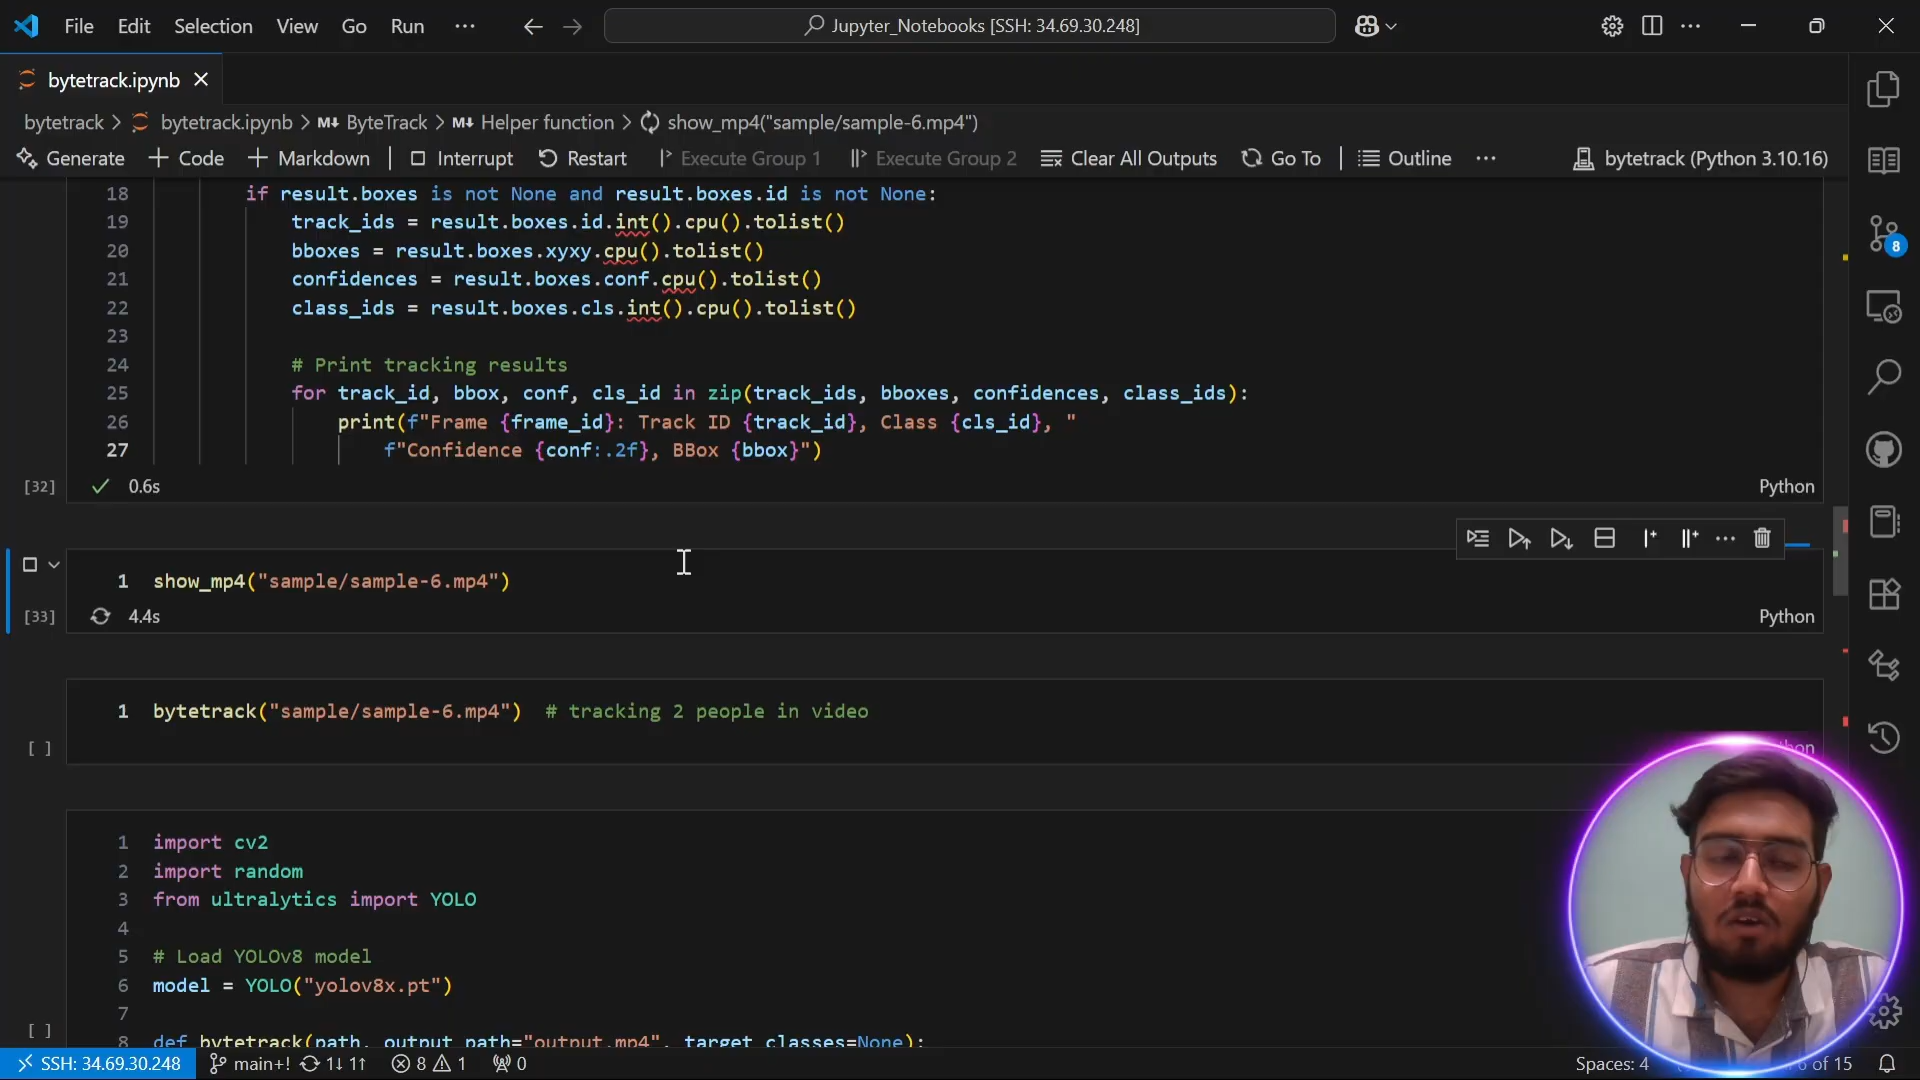 File Edit Selection View Go Run ··· Jupyter_Notebooks [SSH: 34.69.30.248]
bytetrack.ipynb
bytetrack > bytetrack.ipynb > M↓ ByteTrack > M↓ Helper function > show_mp4("sample/sample-6.mp4")
Generate + Code + Markdown Interrupt Restart Execute Group 1 Execute Group 2 Clear All Outputs Go To Outline ··· bytetrack (Python 3.10.16)
18 if result.boxes is not None and result.boxes.id is not None:
19 track_ids = result.boxes.id.int().cpu().tolist()
20 bboxes = result.boxes.xyxy.cpu().tolist()
21 confidences = result.boxes.conf.cpu().tolist()
22 class_ids = result.boxes.cls.int().cpu().tolist()
23
24 # Print tracking results
25 for track_id, bbox, conf, cls_id in zip(track_ids, bboxes, confidences, class_ids):
26 print(f"Frame {frame_id}: Track ID {track_id}, Class {cls_id}, "
27 f"Confidence {conf:.2f}, BBox {bbox}")
[32] 0.6s Python
1 show_mp4("sample/sample-6.mp4")
[33] 4.4s Python
1 bytetrack("sample/sample-6.mp4") # tracking 2 people in video
[ ]
1 import cv2
2 import random
3 from ultralytics import YOLO
4
5 # Load YOLOv8 model
6 model = YOLO("yolov8x.pt")
7
[ ]
8 def bytetrack(path, output_path="output.mp4", target_classes=None):
8
SSH: 34.69.30.248 main+! 1↓ 1↑ 8 1 0 Spaces: 4 of 15